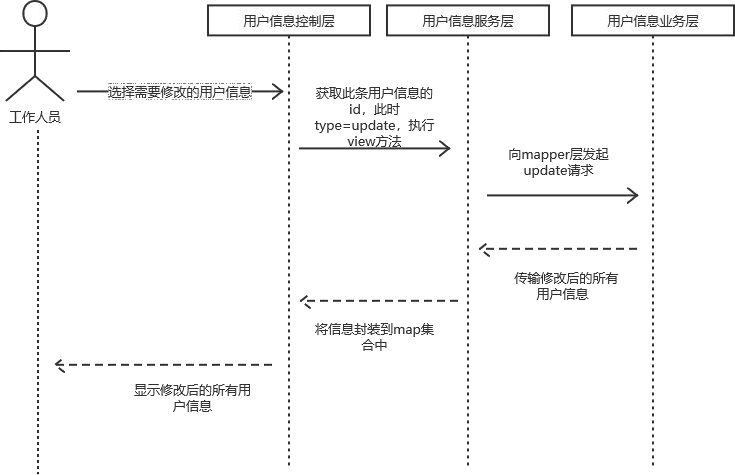 用户信息控制层
用户信息服务层
用户信息业务层
选择需要修改的用户信息
工作人员
获取此条用户信息的
id，此时
type=update，执行
view方法
向mapper层发起
update请求
传输修改后的所有
用户信息
将信息封装到map集
合中
显示修改后的所有用
户信息